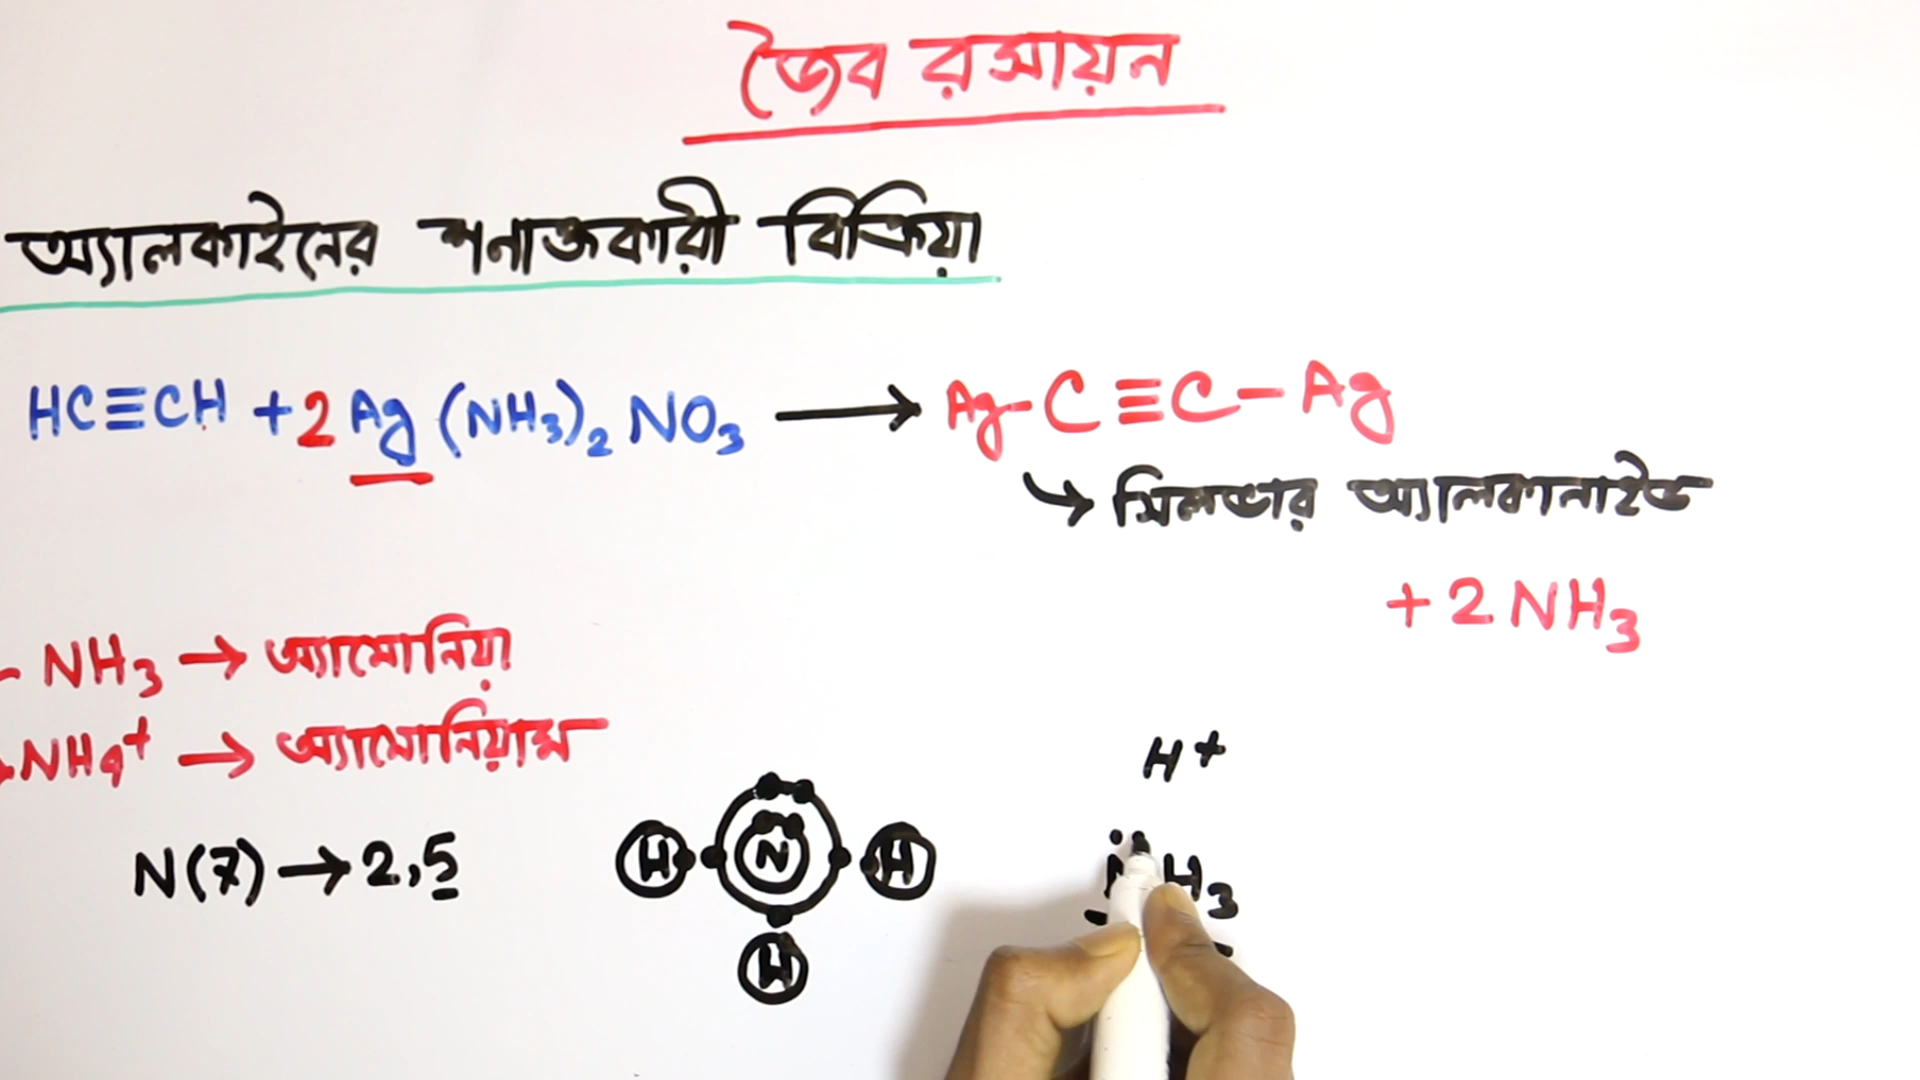 জৈব রসায়ন
অ্যালকাইনের শনাক্তকারী বিক্রিয়া
HC≡CH + 2 Ag (NH₃)₂ NO₃ ⟶ Ag-C≡C-Ag
↳ সিলভার অ্যালকানাইড
+ 2 NH₃
NH₃ → অ্যামোনিয়া
NH₄⁺ → অ্যামোনিয়াম
H⁺
N(7) → 2,5
H N H
H₃
H